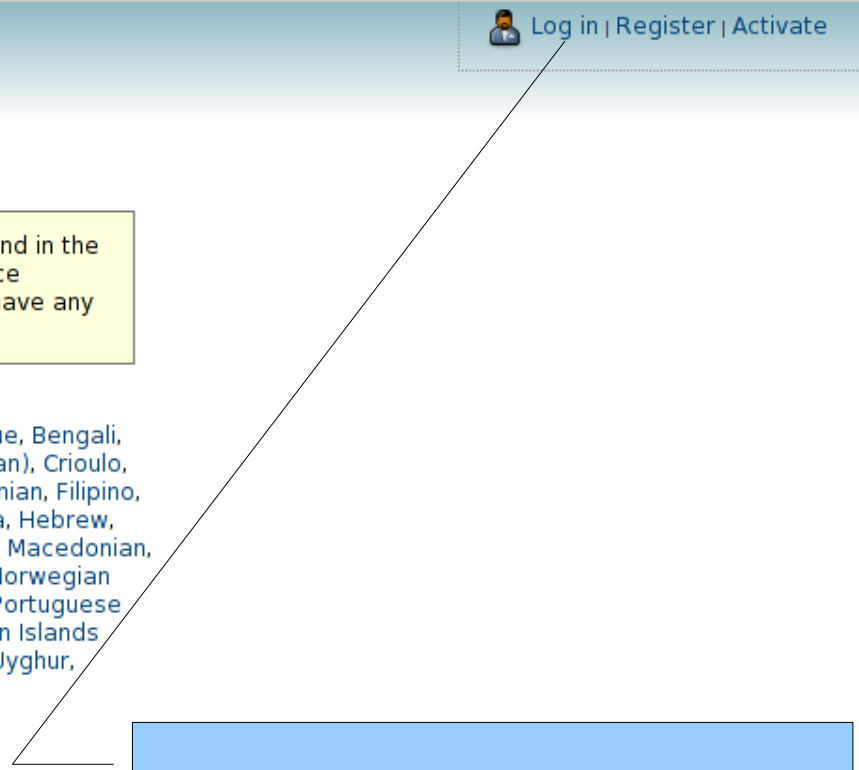 Log in | Register | Activate
nd in the
ce
ave any
e, Bengali,
an), Crioulo,
nian, Filipino,
a, Hebrew,
Macedonian,
Norwegian
Portuguese
n Islands
Uyghur,